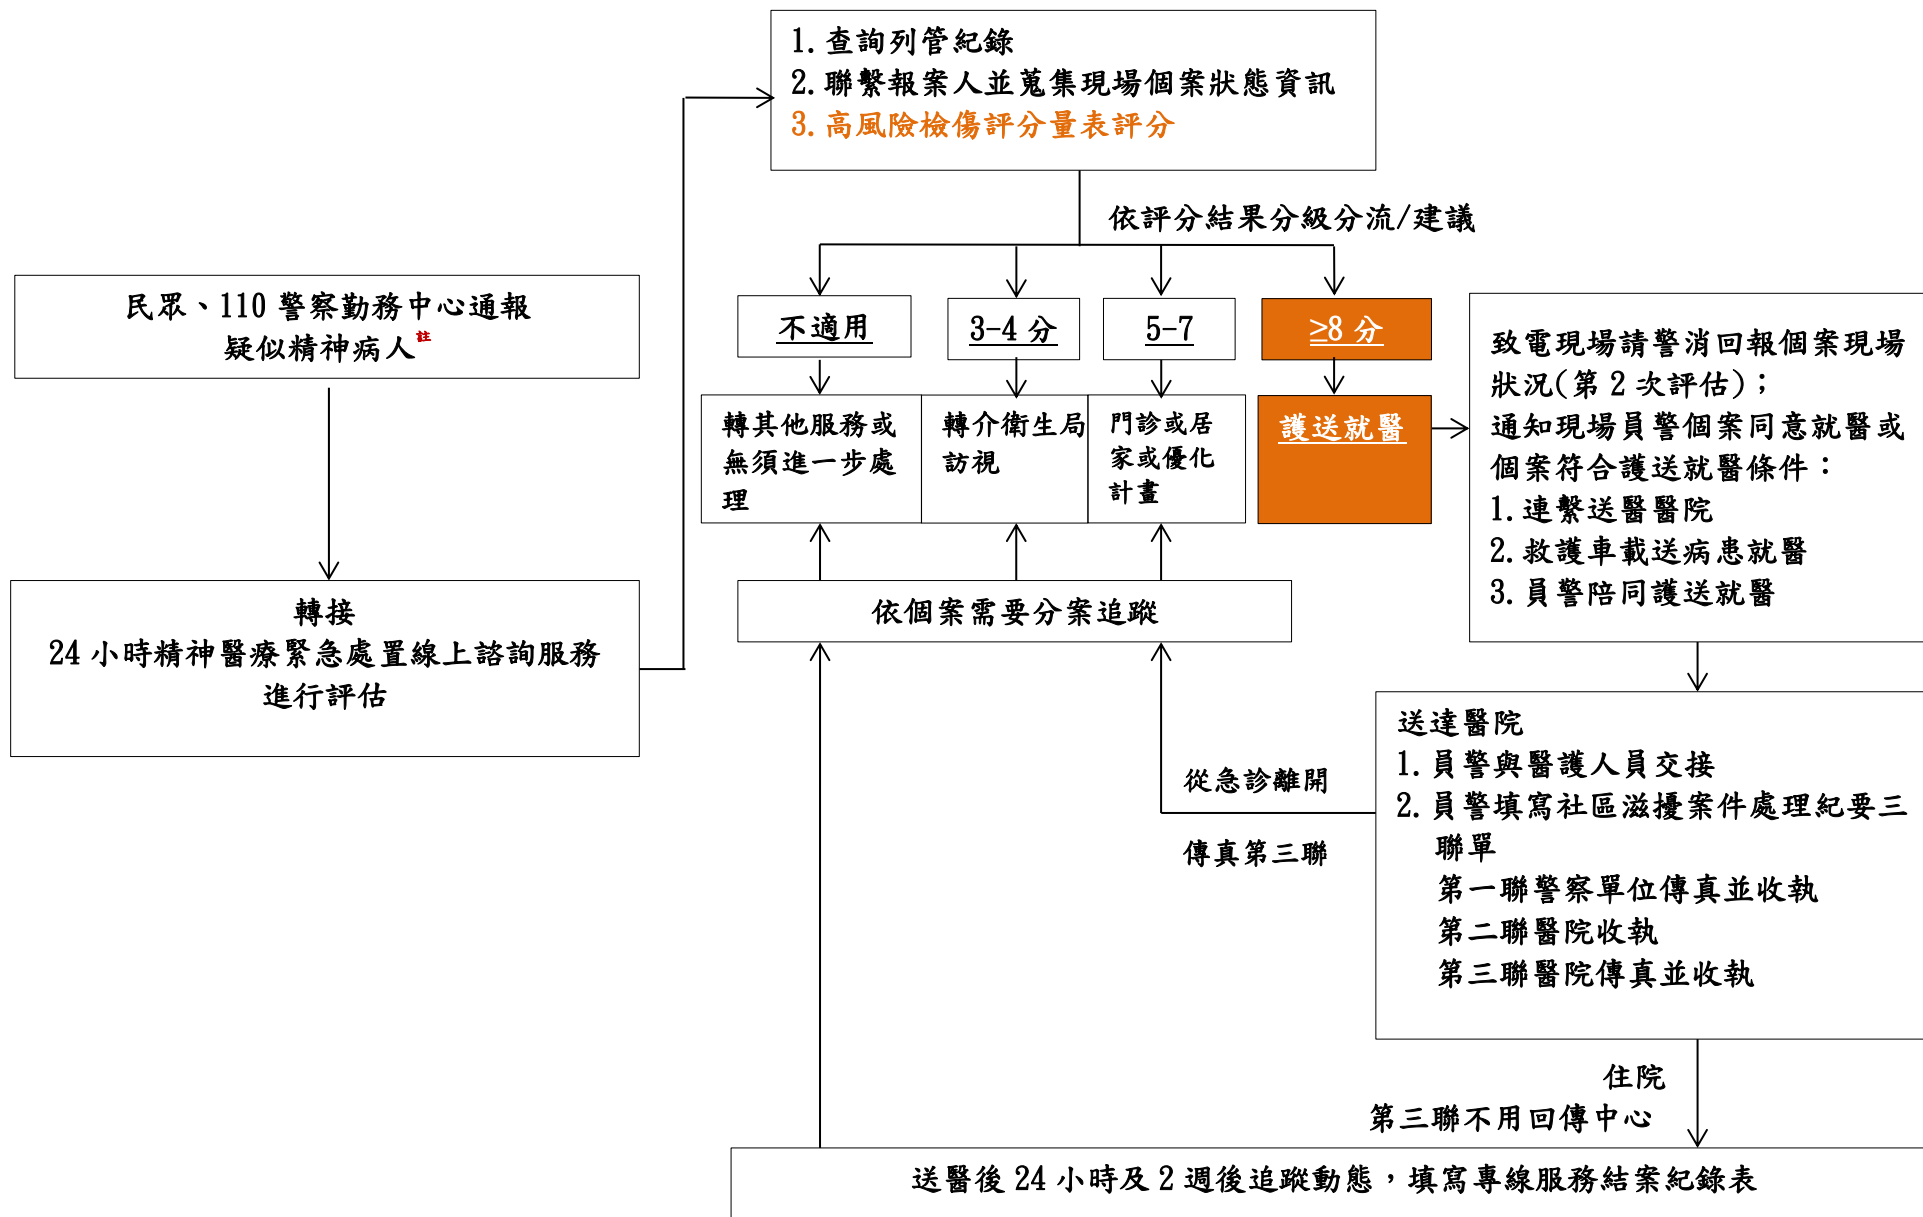 1.查詢列管紀錄
2.聯繫報案人並蒐集現場個案狀態資訊
3.高風險檢傷評分量表評分
依評分結果分級分流/建議
民眾、110 警察勤務中心通報
疑似精神病人註
轉接
24 小時精神醫療緊急處置線上諮詢服務
進行評估
不適用
3-4 分
5-7
≥8 分
轉其他服務或
無須進一步處
理
轉介衛生局
訪視
門診或居
家或優化
計畫
護送就醫
致電現場請警消回報個案現場
狀況(第 2 次評估)；
通知現場員警個案同意就醫或
個案符合護送就醫條件：
1.連繫送醫醫院
2.救護車載送病患就醫
3.員警陪同護送就醫
依個案需要分案追蹤
送達醫院
1.員警與醫護人員交接
2.員警填寫社區滋擾案件處理紀要三
聯單
第一聯警察單位傳真並收執
第二聯醫院收執
第三聯醫院傳真並收執
從急診離開
傳真第三聯
住院
第三聯不用回傳中心
送醫後 24 小時及 2 週後追蹤動態，填寫專線服務結案紀錄表